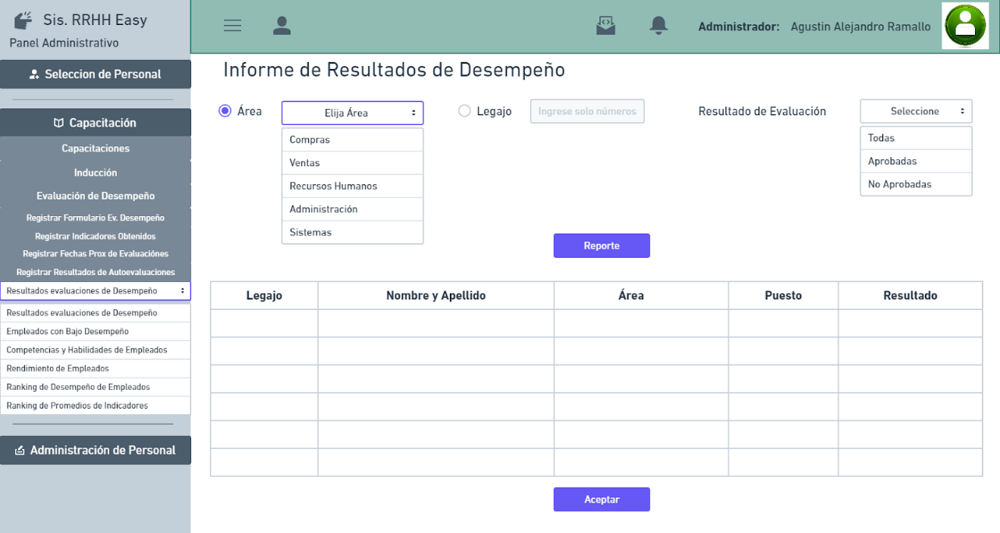 Sis. RRHH Easy
Panel Administrativo
Administrador: Agustin Alejandro Ramallo
Seleccion de Personal
Capacitación
Capacitaciones
Inducción
Evaluación de Desempeño
Registrar Formulario Ev. Desempeño
Registrar Indicadores Obtenidos
Registrar Fechas Prox de Evaluaciónes
Registrar Resultados de Autoevaluaciones
Resultados evaluaciones de Desempeño
Resultados evaluaciones de Desempeño
Empleados con Bajo Desempeño
Competencias y Habilidades de Empleados
Rendimiento de Empleados
Ranking de Desempeño de Empleados
Ranking de Promedios de Indicadores
Administración de Personal
Informe de Resultados de Desempeño
Área Elija Área Legajo Ingrese solo números Resultado de Evaluación Seleccione
Compras
Ventas
Recursos Humanos
Administración
Sistemas
Todas
Aprobadas
No Aprobadas
Reporte
Legajo Nombre y Apellido Área Puesto Resultado
Aceptar